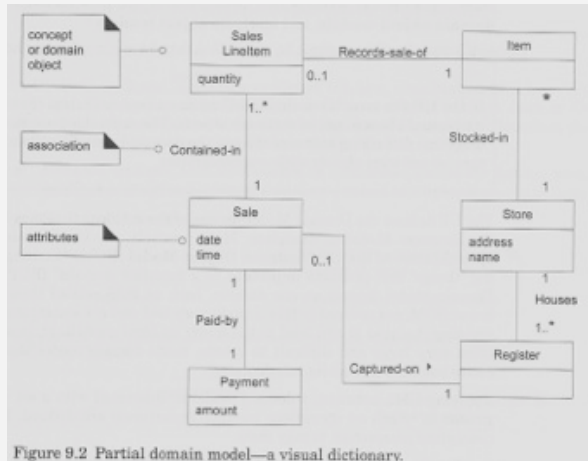 concept
or domain
object
Sales
LineItem
quantity
Records-sale-of
0..1
1
Item
*
1..*
association
Contained-in
Stocked-in
1
1
attributes
Sale
date
time
0..1
Store
address
name
1
1
Paid-by
Houses
1..*
1
Captured-on
Register
1
Payment
amount
Figure 9.2 Partial domain model—a visual dictionary.